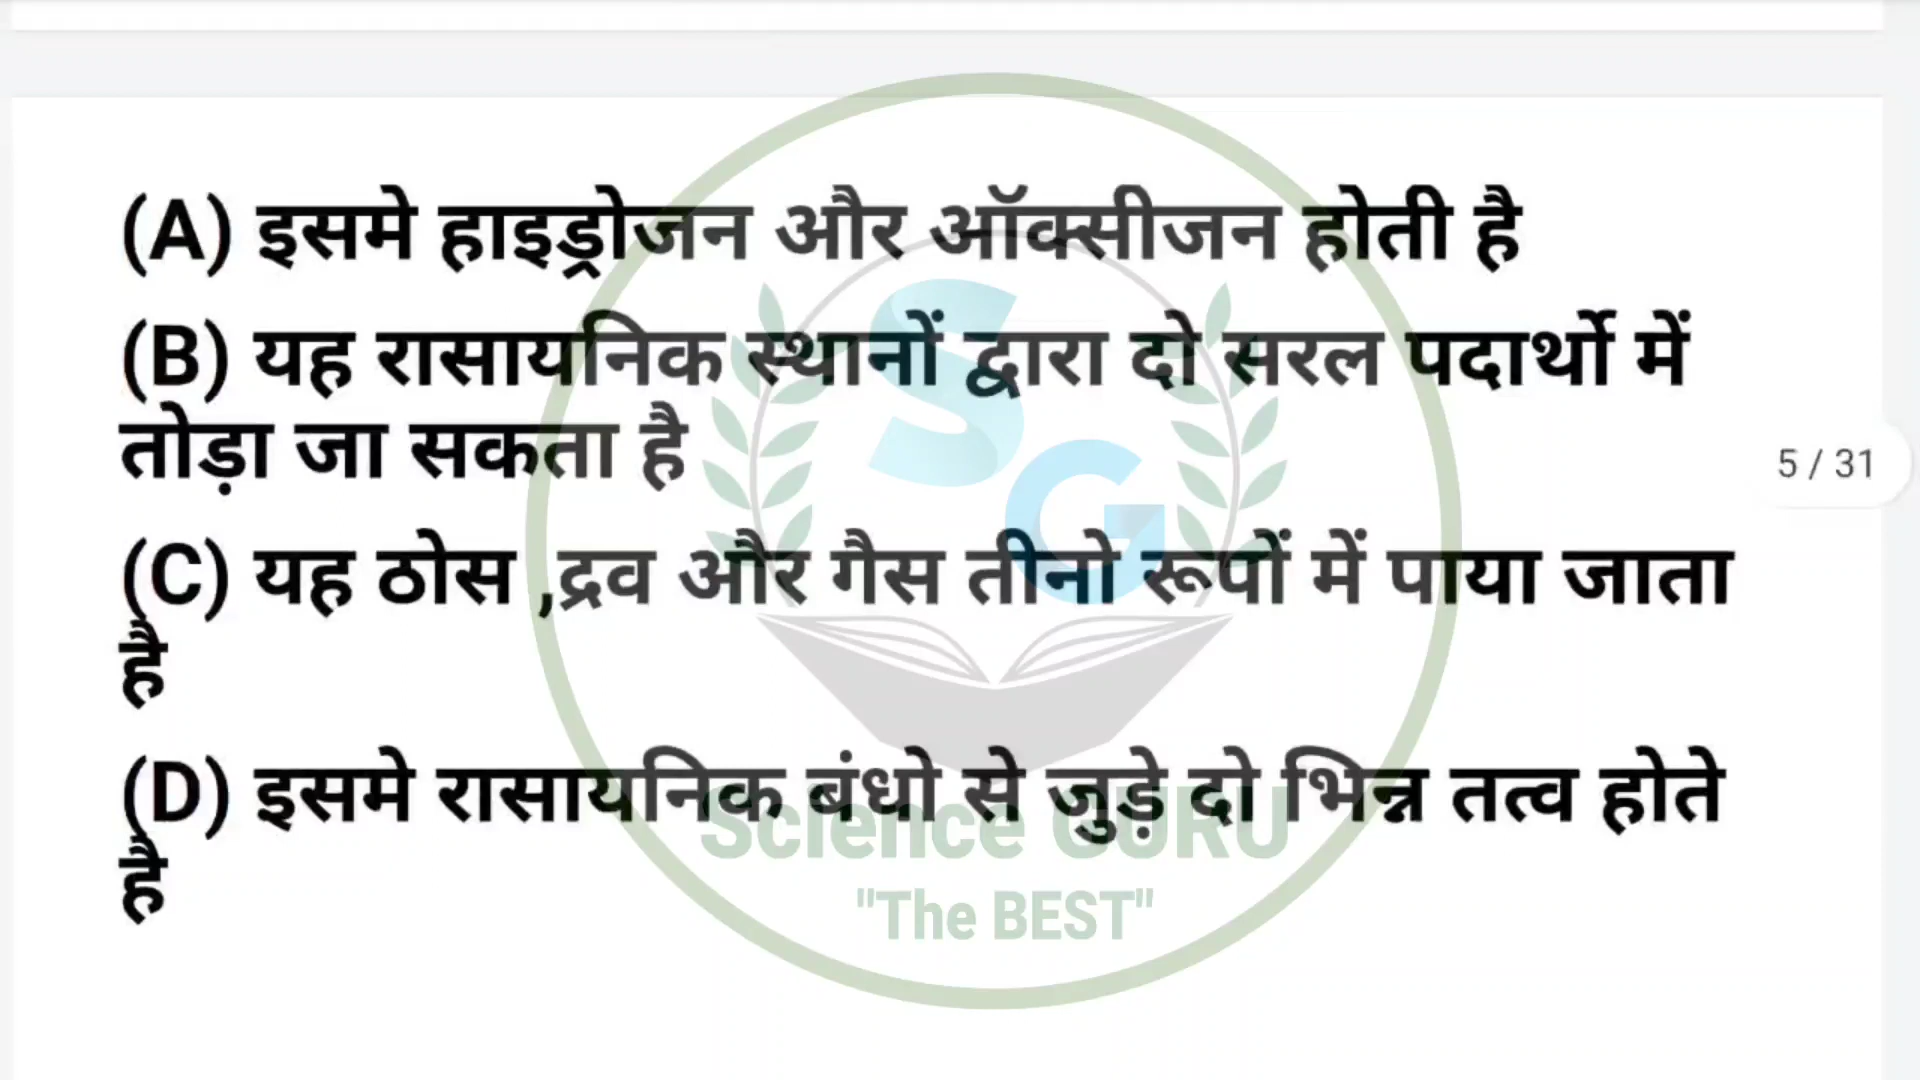 (A) इसमे हाइड्रोजन और ऑक्सीजन होती है
(B) यह रासायनिक स्थानों द्वारा दो सरल पदार्थो में
तोड़ा जा सकता है
5 / 31
(C) यह ठोस ,द्रव और गैस तीनो रूपों में पाया जाता
है
(D) इसमे रासायनिक बंधो से जुड़े दो भिन्न तत्व होते
है
SG
Science GURU
"The BEST"